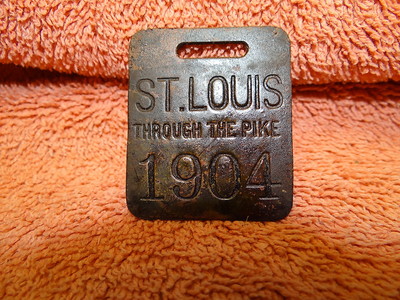 ST. LOUIS
THROUGH THE PIKE
1904